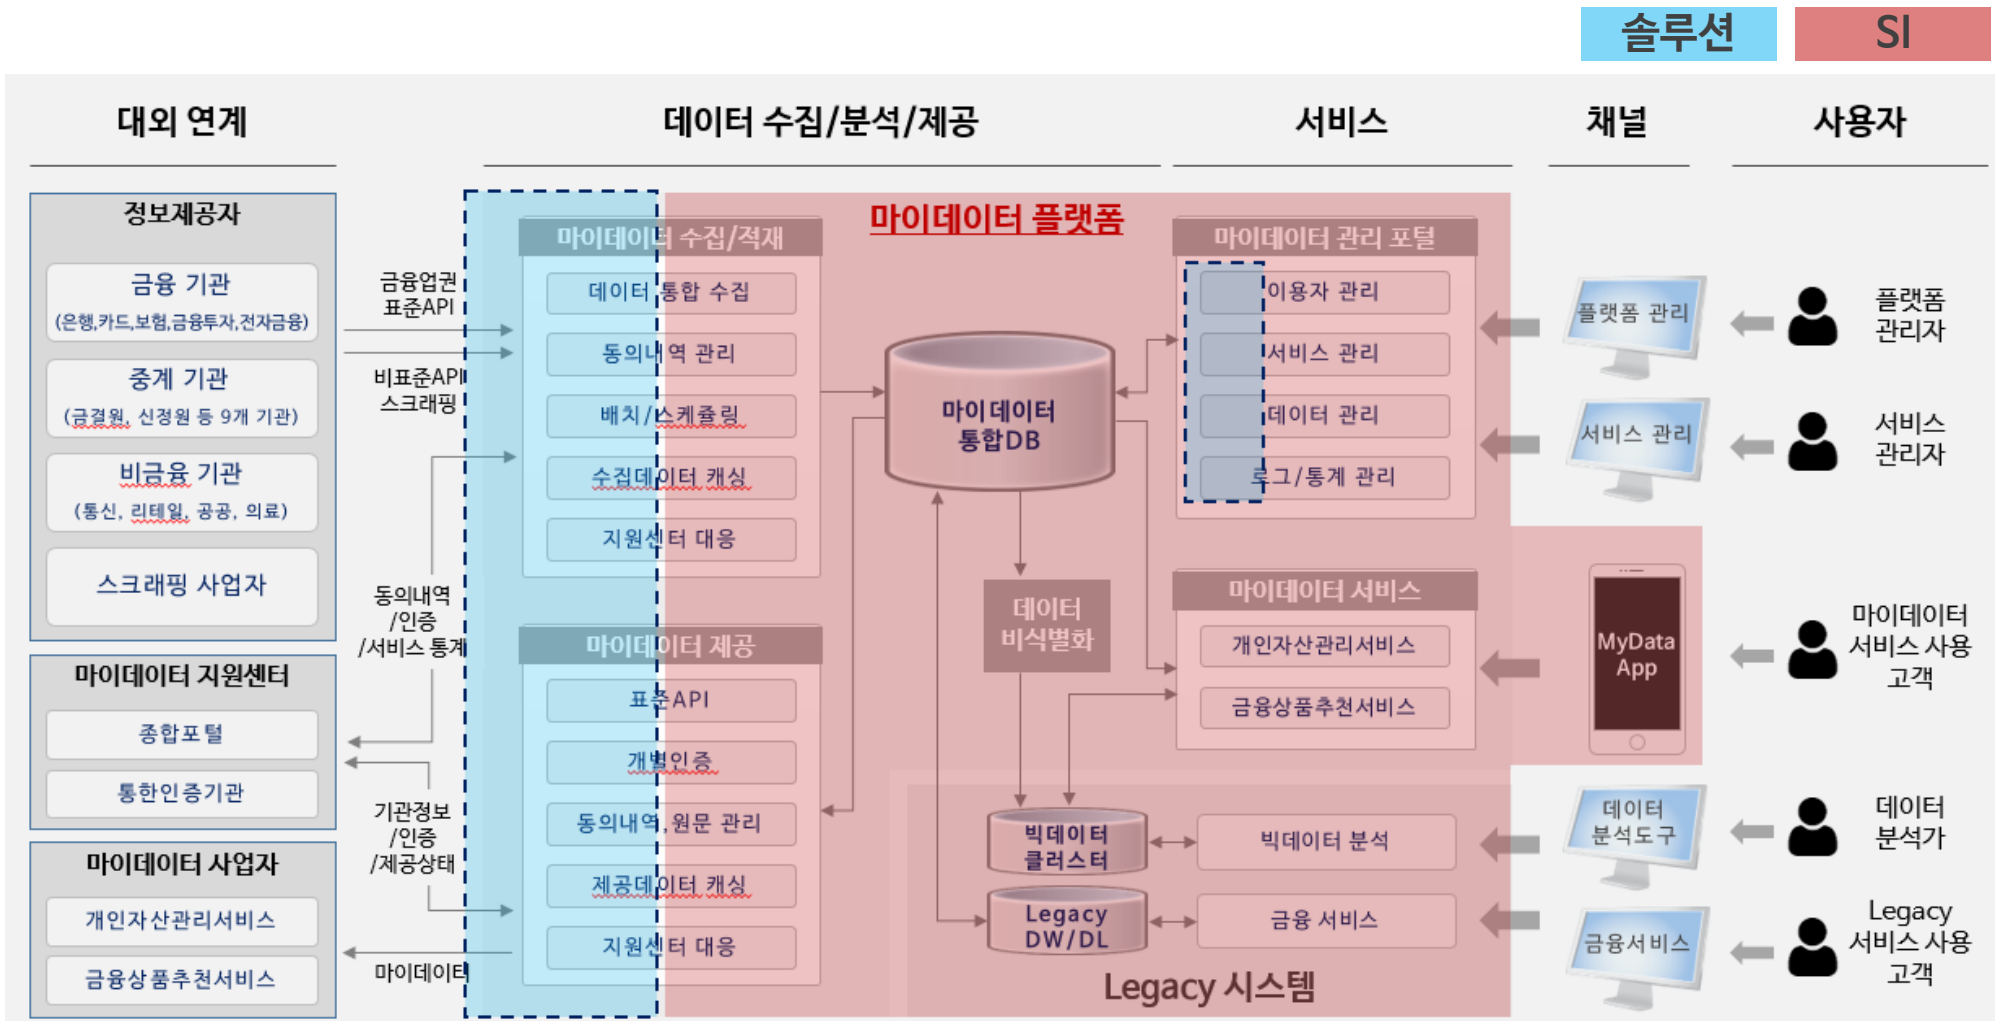 솔루션
SI
대외 연계
데이터 수집/분석/제공
서비스
채널
사용자
정보제공자
금융 기관
(은행,카드,보험,금융투자,전자금융)
중계 기관
(금결원, 신정원 등 9개 기관)
비금융 기관
(통신, 리테일, 공공, 의료)
스크래핑 사업자
마이데이터 지원센터
종합포털
통한인증기관
마이데이터 사업자
개인자산관리서비스
금융상품추천서비스
금융업권
표준API
비표준API
스크래핑
동의내역
/인증
/서비스 통계
기관정보
/인증
/제공상태
마이데이터
마이데이터 플랫폼
마이데이터 수집/적재
데이터 통합 수집
동의내역 관리
배치/스케쥴링
수집데이터 캐싱
지원센터 대응
마이데이터 제공
표준API
개별인증
동의내역,원문 관리
제공데이터 캐싱
지원센터 대응
마이데이터
통합DB
데이터
비식별화
빅데이터
클러스터
Legacy
DW/DL
Legacy 시스템
마이데이터 관리 포털
이용자 관리
서비스 관리
데이터 관리
로그/통계 관리
마이데이터 서비스
개인자산관리서비스
금융상품추천서비스
빅데이터 분석
금융 서비스
플랫폼 관리
서비스 관리
MyData
App
데이터
분석도구
금융서비스
플랫폼
관리자
서비스
관리자
마이데이터
서비스 사용
고객
데이터
분석가
Legacy
서비스 사용
고객